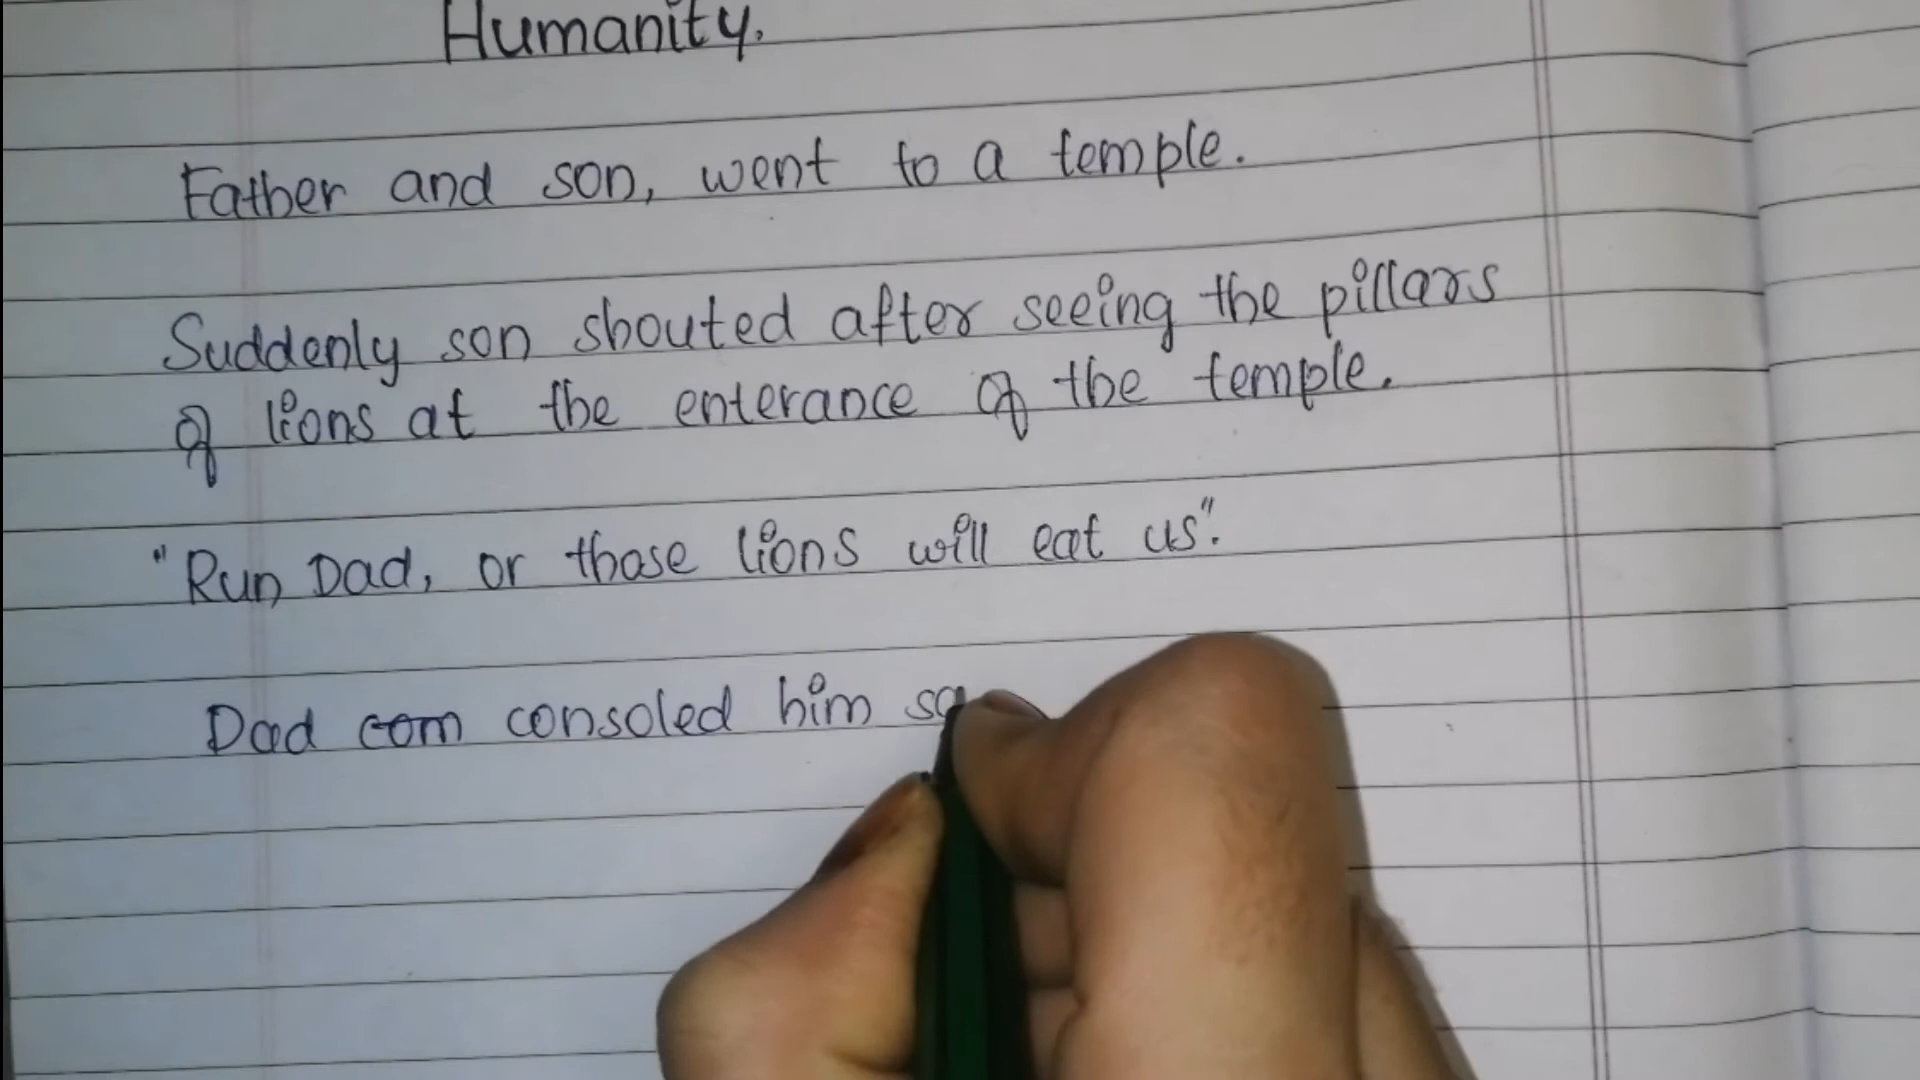 Humanity.
Father and son, went to a temple.
Suddenly son shouted after seeing the pillars
of lions at the enterance of the temple.
"Run Dad, or those lions will eat us".
Dad com consoled him sa